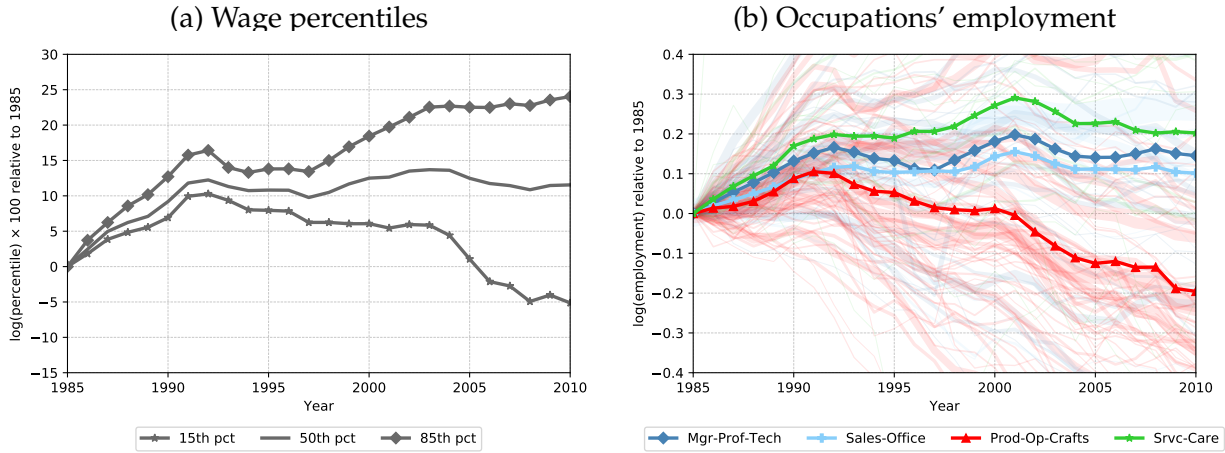 (a) Wage percentiles
30
25
20
15
10
5
0
−5
−10
−15
log(percentile) × 100 relative to 1985
1985 1990 1995 2000 2005 2010
Year
15th pct 50th pct 85th pct
(b) Occupations’ employment
0.4
0.3
0.2
0.1
0.0
−0.1
−0.2
−0.3
−0.4
log(employment) relative to 1985
1985 1990 1995 2000 2005 2010
Year
Mgr-Prof-Tech Sales-Office Prod-Op-Crafts Srvc-Care